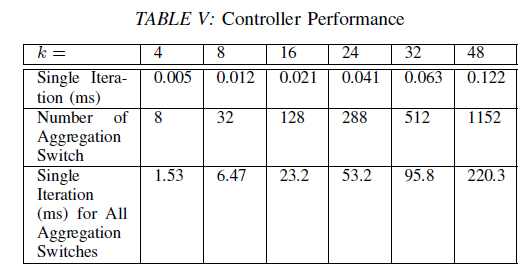 TABLE V: Controller Performance
k = 4 8 16 24 32 48
Single Itera- 0.005 0.012 0.021 0.041 0.063 0.122
tion (ms)
Number of 8 32 128 288 512 1152
Aggregation
Switch
Single 1.53 6.47 23.2 53.2 95.8 220.3
Iteration
(ms) for All
Aggregation
Switches